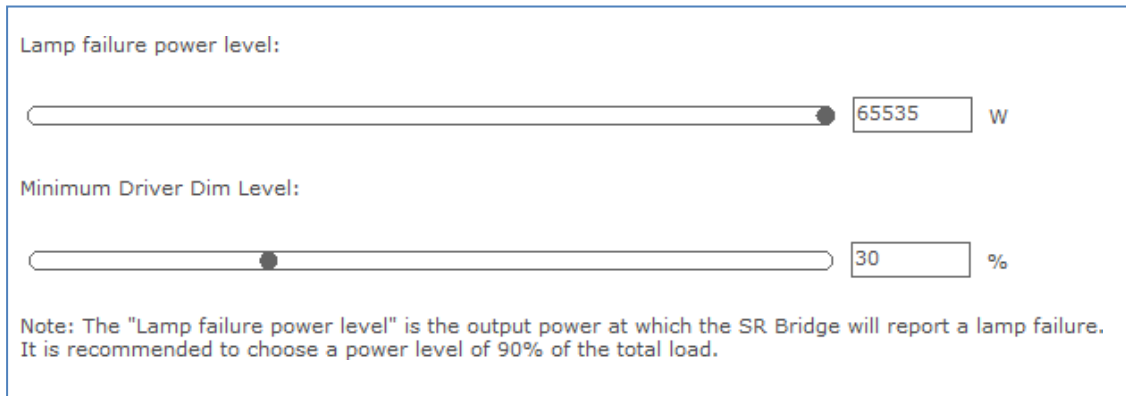 Lamp failure power level:
65535 W
Minimum Driver Dim Level:
30 %
Note: The "Lamp failure power level" is the output power at which the SR Bridge will report a lamp failure.
It is recommended to choose a power level of 90% of the total load.